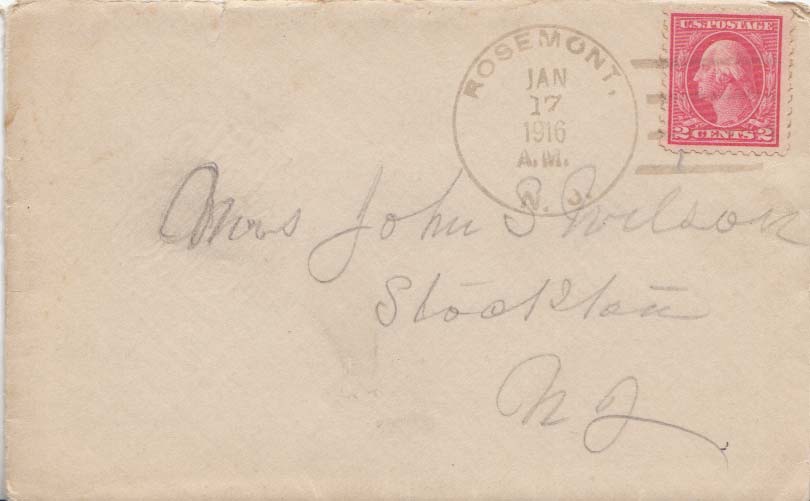 ROSEMONT,
JAN
17
1916
A.M.
N. J.
U.S. POSTAGE
2 CENTS 2
Mrs John S Wilson
Stockton
N J